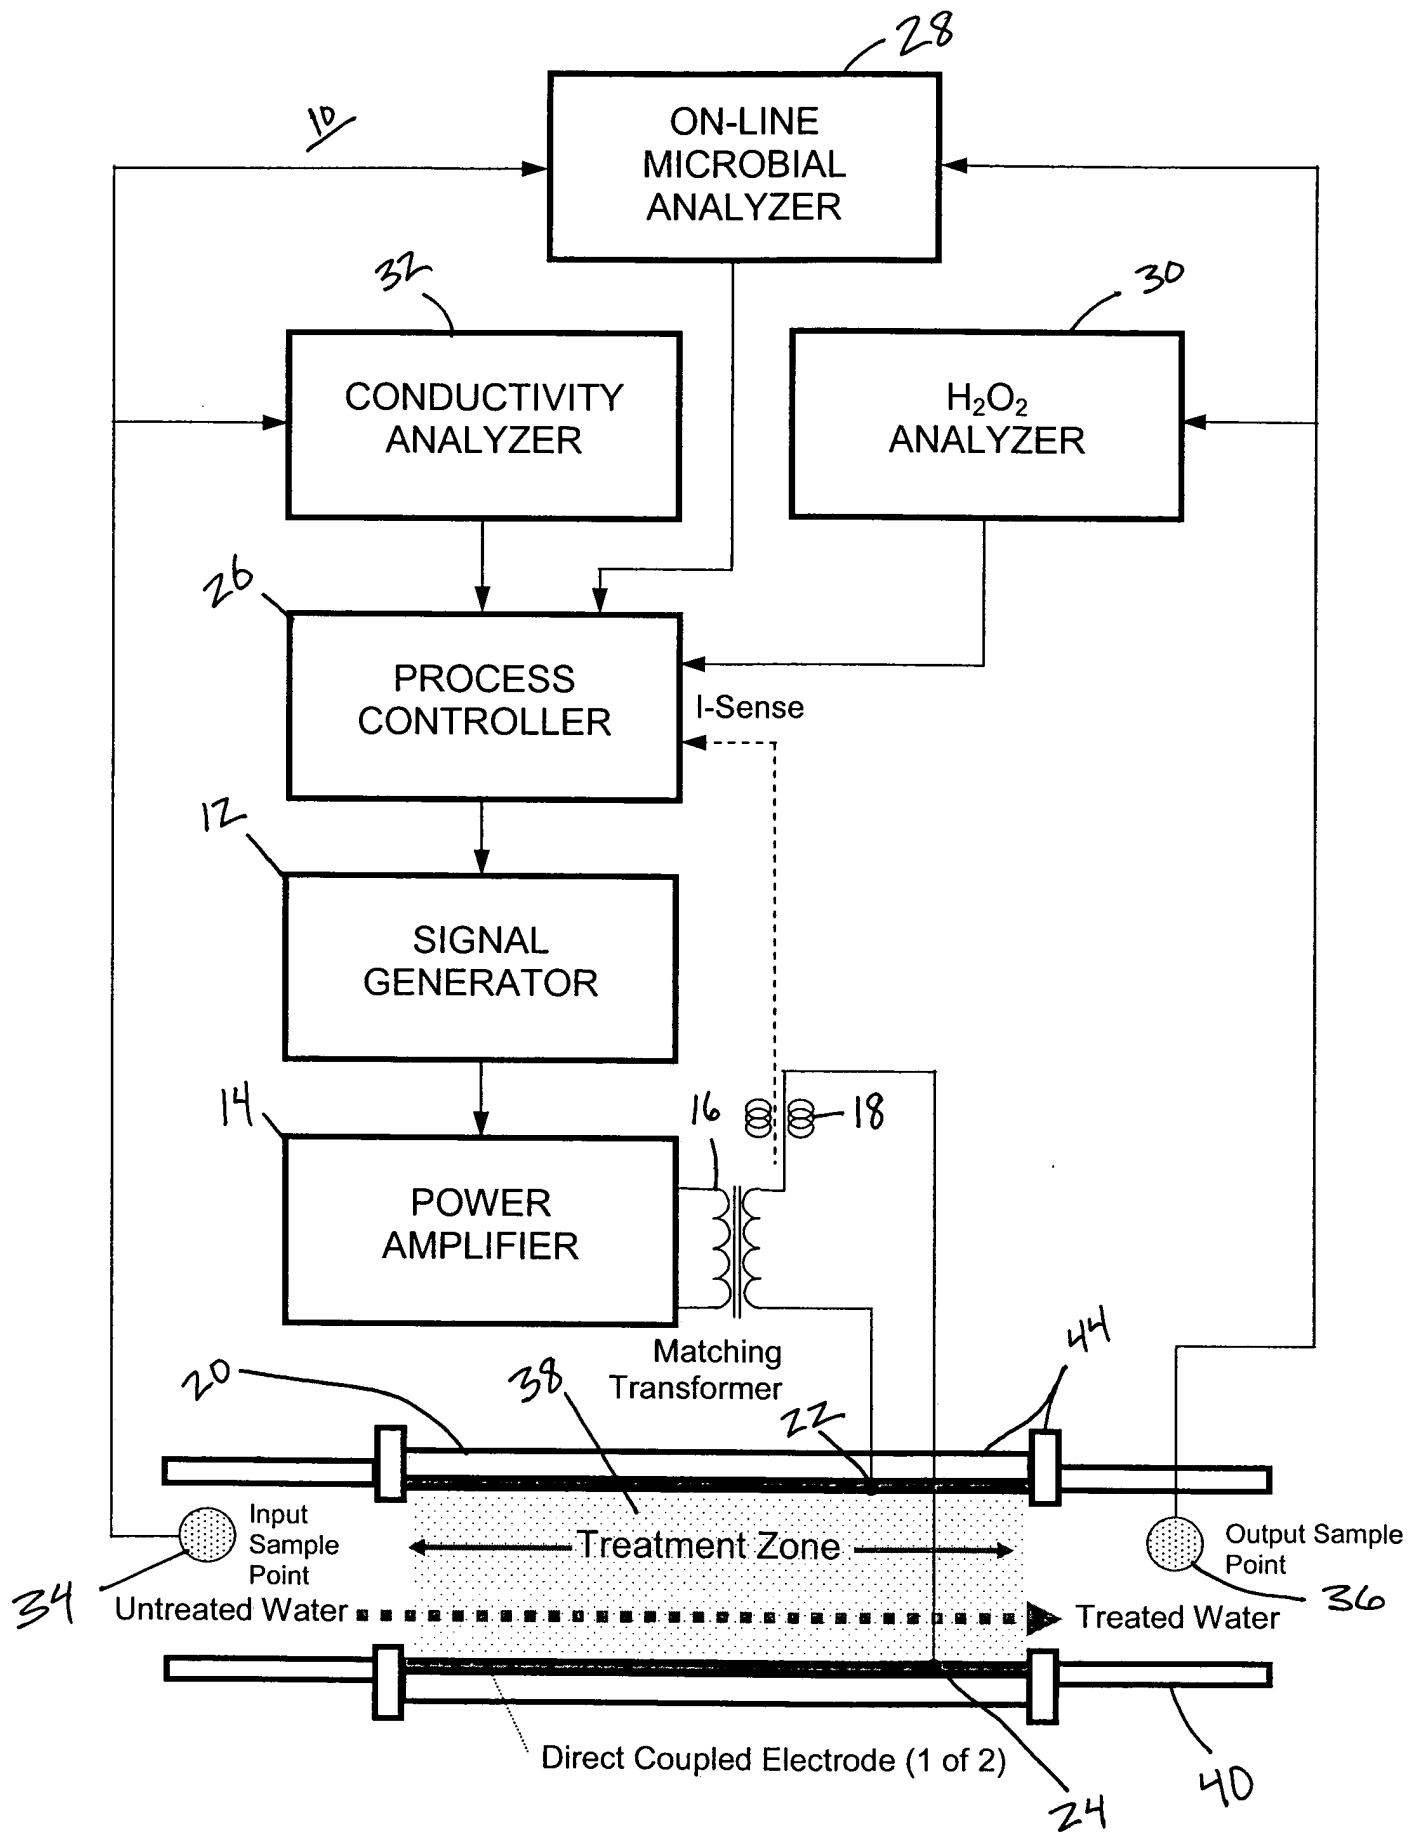 28
10
ON-LINE
MICROBIAL
ANALYZER
32
30
CONDUCTIVITY
ANALYZER
H₂O₂
ANALYZER
26
PROCESS
CONTROLLER
I-Sense
12
SIGNAL
GENERATOR
14
16
18
POWER
AMPLIFIER
Matching
Transformer
44
20
38
22
Input
Sample
Point
Treatment Zone
Output Sample
Point
34
36
Untreated Water
Treated Water
Direct Coupled Electrode (1 of 2)
24
40